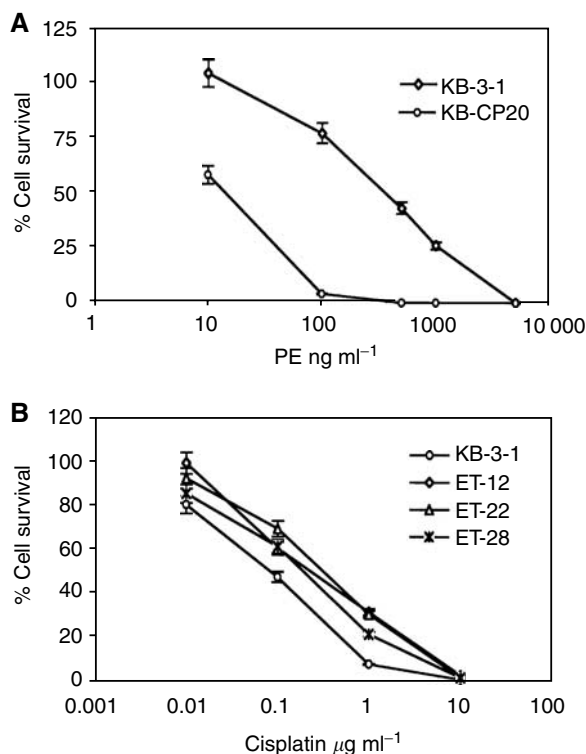 A
125
100
75
50
25
0
% Cell survival
KB-3-1
KB-CP20
1 10 100 1000 10 000
PE ng ml⁻¹
B
120
100
80
60
40
20
0
% Cell survival
KB-3-1
ET-12
ET-22
ET-28
0.001 0.01 0.1 1 10 100
Cisplatin μg ml⁻¹